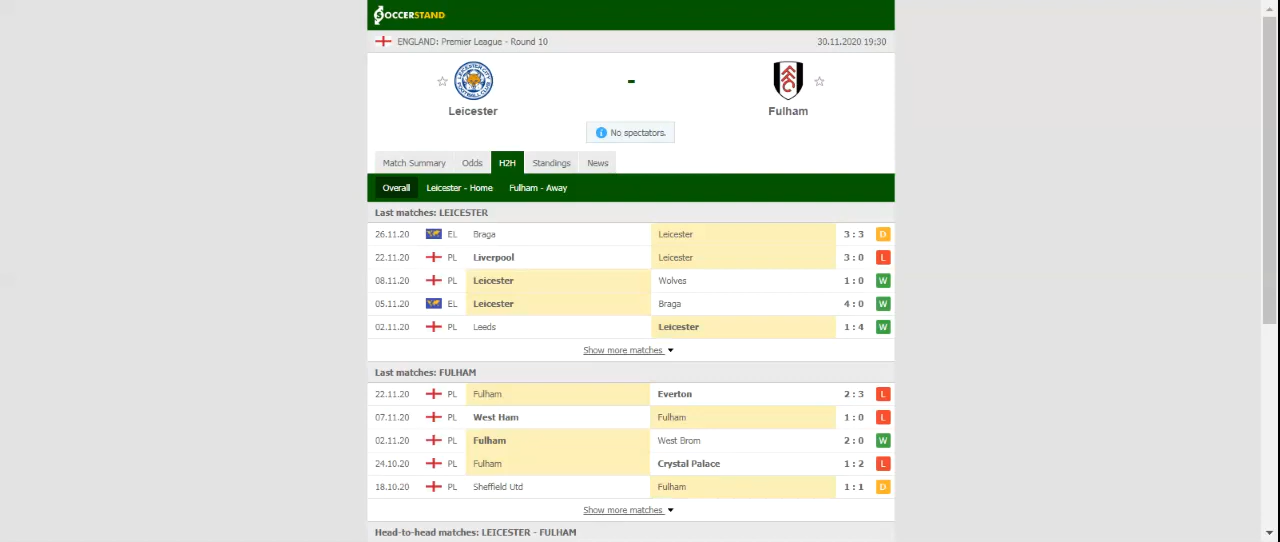 SOCCERSTAND
ENGLAND: Premier League - Round 10 30.11.2020 19:30
-
Leicester Fulham
No spectators.
Match Summary Odds H2H Standings News
Overall Leicester - Home Fulham - Away
Last matches: LEICESTER
26.11.20 EL Braga Leicester 3 : 3 D
22.11.20 PL Liverpool Leicester 3 : 0 L
08.11.20 PL Leicester Wolves 1 : 0 W
05.11.20 EL Leicester Braga 4 : 0 W
02.11.20 PL Leeds Leicester 1 : 4 W
Show more matches
Last matches: FULHAM
22.11.20 PL Fulham Everton 2 : 3 L
07.11.20 PL West Ham Fulham 1 : 0 L
02.11.20 PL Fulham West Brom 2 : 0 W
24.10.20 PL Fulham Crystal Palace 1 : 2 L
18.10.20 PL Sheffield Utd Fulham 1 : 1 D
Show more matches
Head-to-head matches: LEICESTER - FULHAM